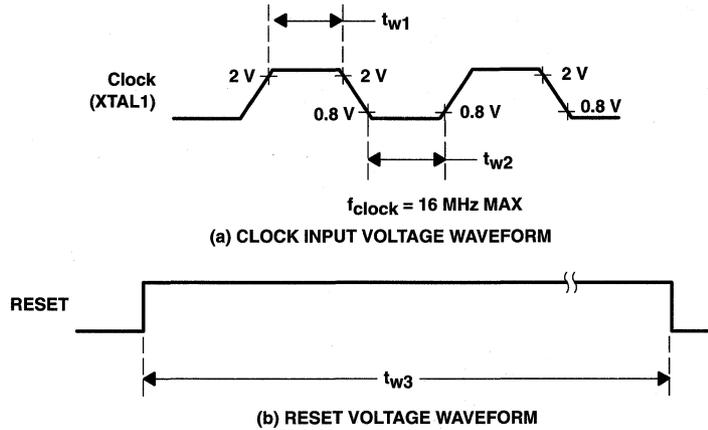 tw1
Clock
(XTAL1)
2 V
2 V
2 V
0.8 V
0.8 V
0.8 V
tw2
fclock = 16 MHz MAX
(a) CLOCK INPUT VOLTAGE WAVEFORM
RESET
tw3
(b) RESET VOLTAGE WAVEFORM